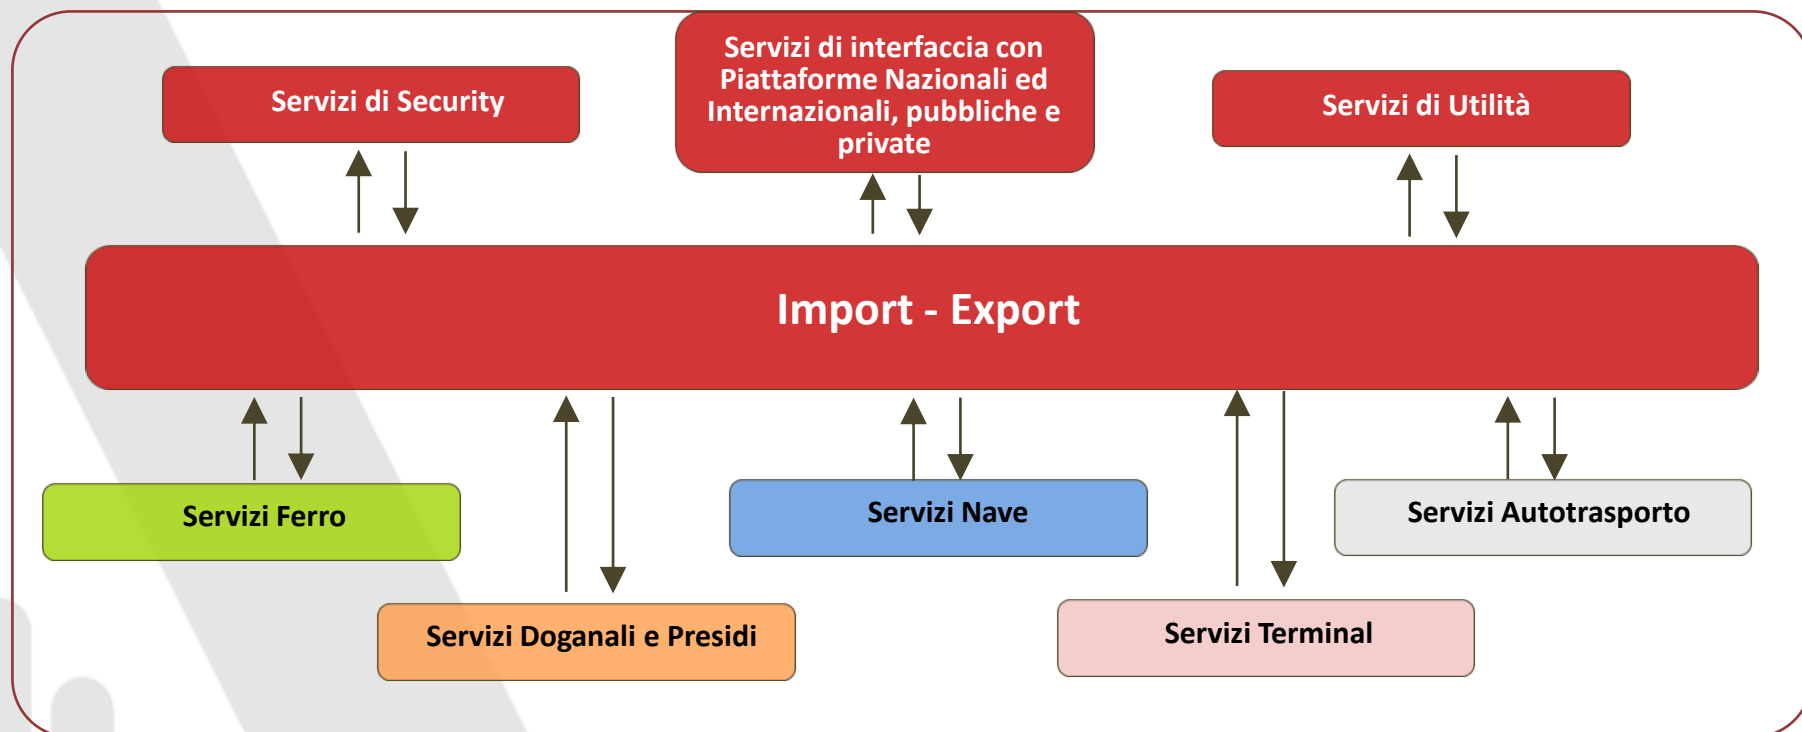 Servizi di Security
Servizi di interfaccia con
Piattaforme Nazionali ed
Internazionali, pubbliche e
private
Servizi di Utilità
Import - Export
Servizi Ferro
Servizi Nave
Servizi Autotrasporto
Servizi Doganali e Presidi
Servizi Terminal